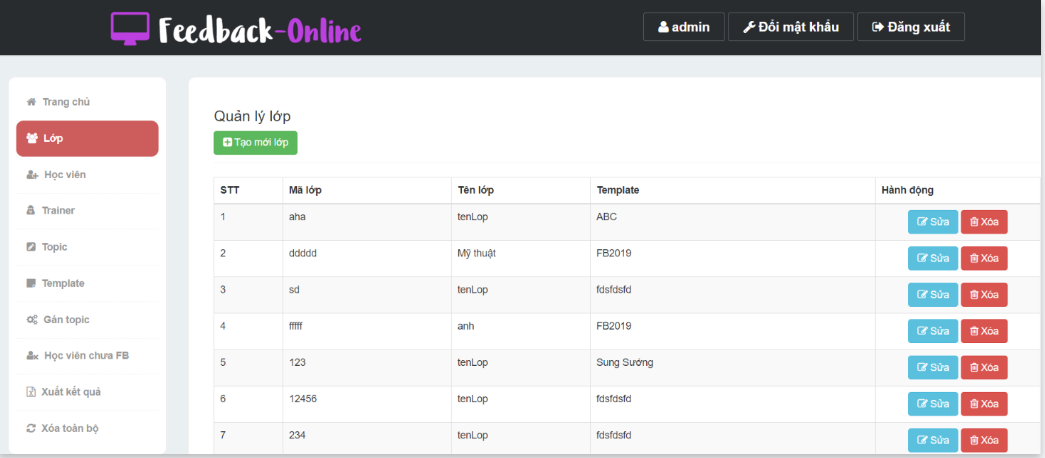 Feedback-Online
admin
Đổi mật khẩu
Đăng xuất
Trang chủ
Lớp
Học viên
Trainer
Topic
Template
Gán topic
Học viên chưa FB
Xuất kết quả
Xóa toàn bộ
Quản lý lớp
Tạo mới lớp
STT Mã lớp Tên lớp Template Hành động
1 aha tenLop ABC Sửa Xóa
2 ddddd Mỹ thuật FB2019 Sửa Xóa
3 sd tenLop fdsfdsfd Sửa Xóa
4 fffff anh FB2019 Sửa Xóa
5 123 tenLop Sung Sướng Sửa Xóa
6 12456 tenLop fdsfdsfd Sửa Xóa
7 234 tenLop fdsfdsfd Sửa Xóa